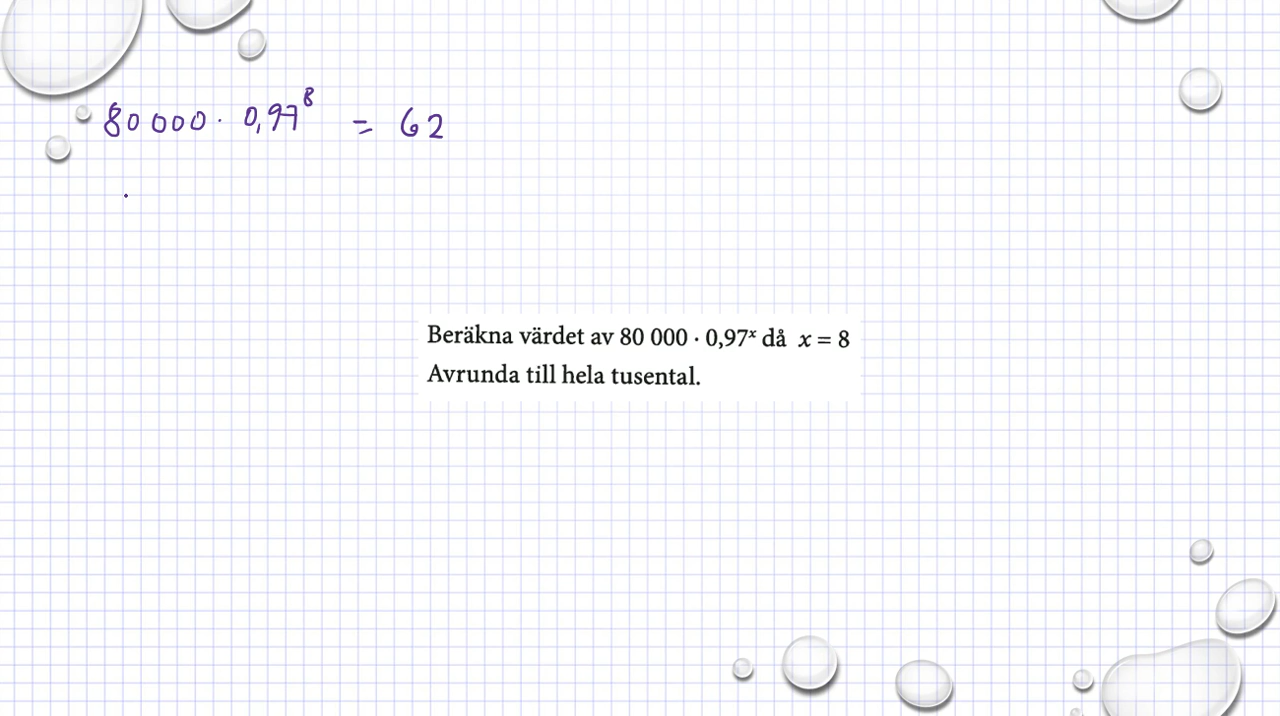 80 000 · 0,97⁸ = 62
Beräkna värdet av 80 000 · 0,97ˣ då x = 8
Avrunda till hela tusental.